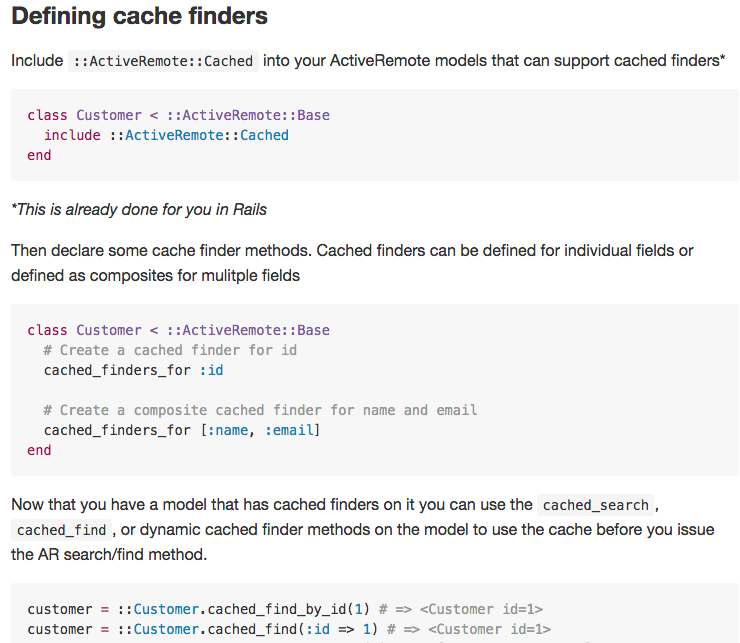 Defining cache finders
Include ::ActiveRemote::Cached into your ActiveRemote models that can support cached finders*
class Customer < ::ActiveRemote::Base
  include ::ActiveRemote::Cached
end
*This is already done for you in Rails
Then declare some cache finder methods. Cached finders can be defined for individual fields or
defined as composites for mulitple fields
class Customer < ::ActiveRemote::Base
  # Create a cached finder for id
  cached_finders_for :id
  # Create a composite cached finder for name and email
  cached_finders_for [:name, :email]
end
Now that you have a model that has cached finders on it you can use the cached_search ,
cached_find , or dynamic cached finder methods on the model to use the cache before you issue
the AR search/find method.
customer = ::Customer.cached_find_by_id(1) # => <Customer id=1>
customer = ::Customer.cached_find(:id => 1) # => <Customer id=1>